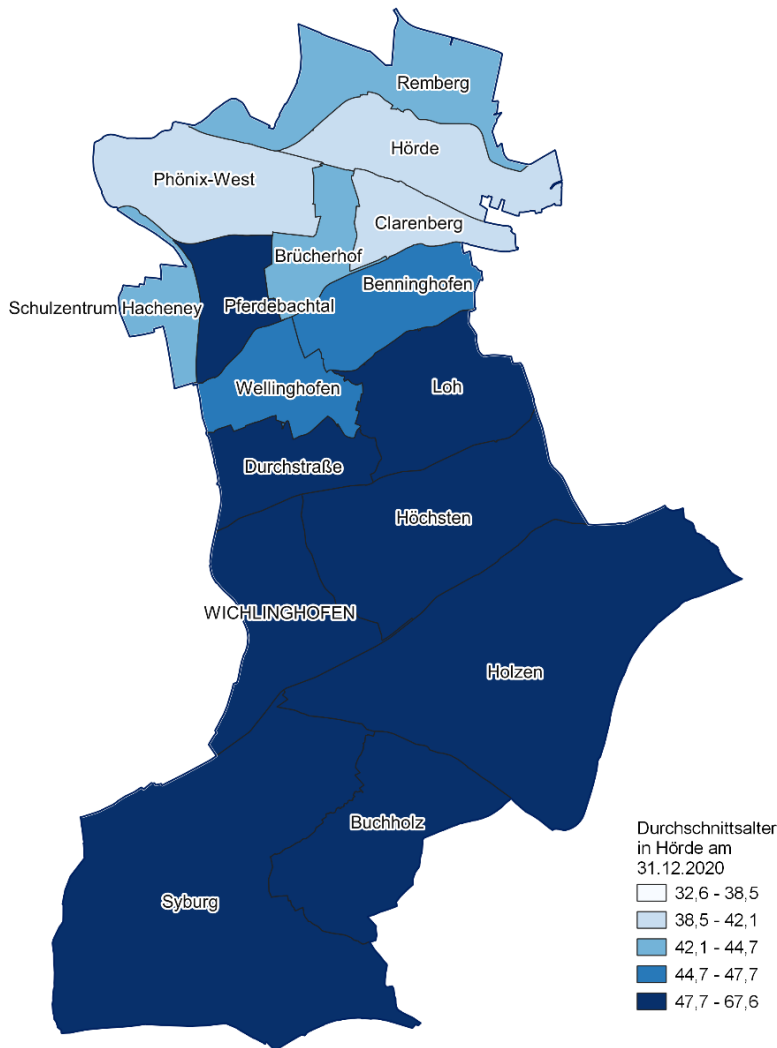 Remberg
Hörde
Phönix-West
Clarenberg
Brücherhof
Benninghofen
Schulzentrum Hacheney
Pferdebachtal
Wellinghofen
Loh
Durchstraße
Höchsten
WICHLINGHOFEN
Holzen
Buchholz
Syburg
Durchschnittsalter
in Hörde am
31.12.2020
32,6 - 38,5
38,5 - 42,1
42,1 - 44,7
44,7 - 47,7
47,7 - 67,6